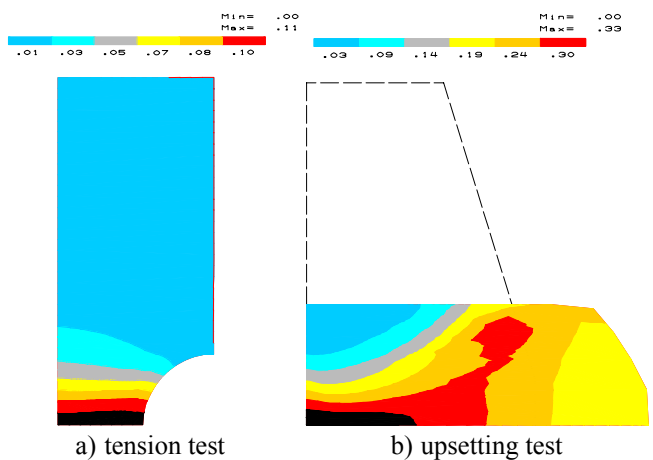 Min= .00
Max= .11
.01 .03 .05 .07 .08 .10
Min= .00
Max= .33
.03 .09 .14 .19 .24 .30
a) tension test
b) upsetting test